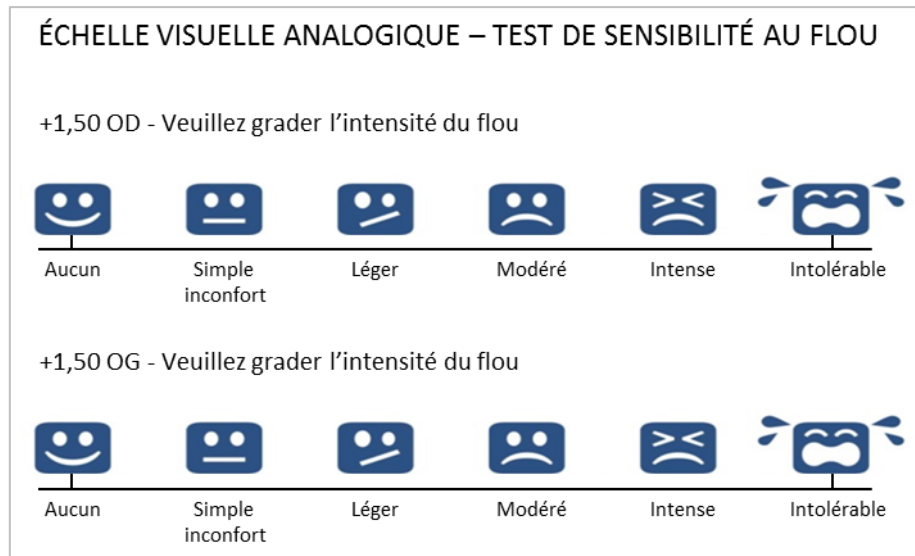 ÉCHELLE VISUELLE ANALOGIQUE – TEST DE SENSIBILITÉ AU FLOU
+1,50 OD - Veuillez grader l’intensité du flou
Aucun Simple inconfort Léger Modéré Intense Intolérable
+1,50 OG - Veuillez grader l’intensité du flou
Aucun Simple inconfort Léger Modéré Intense Intolérable